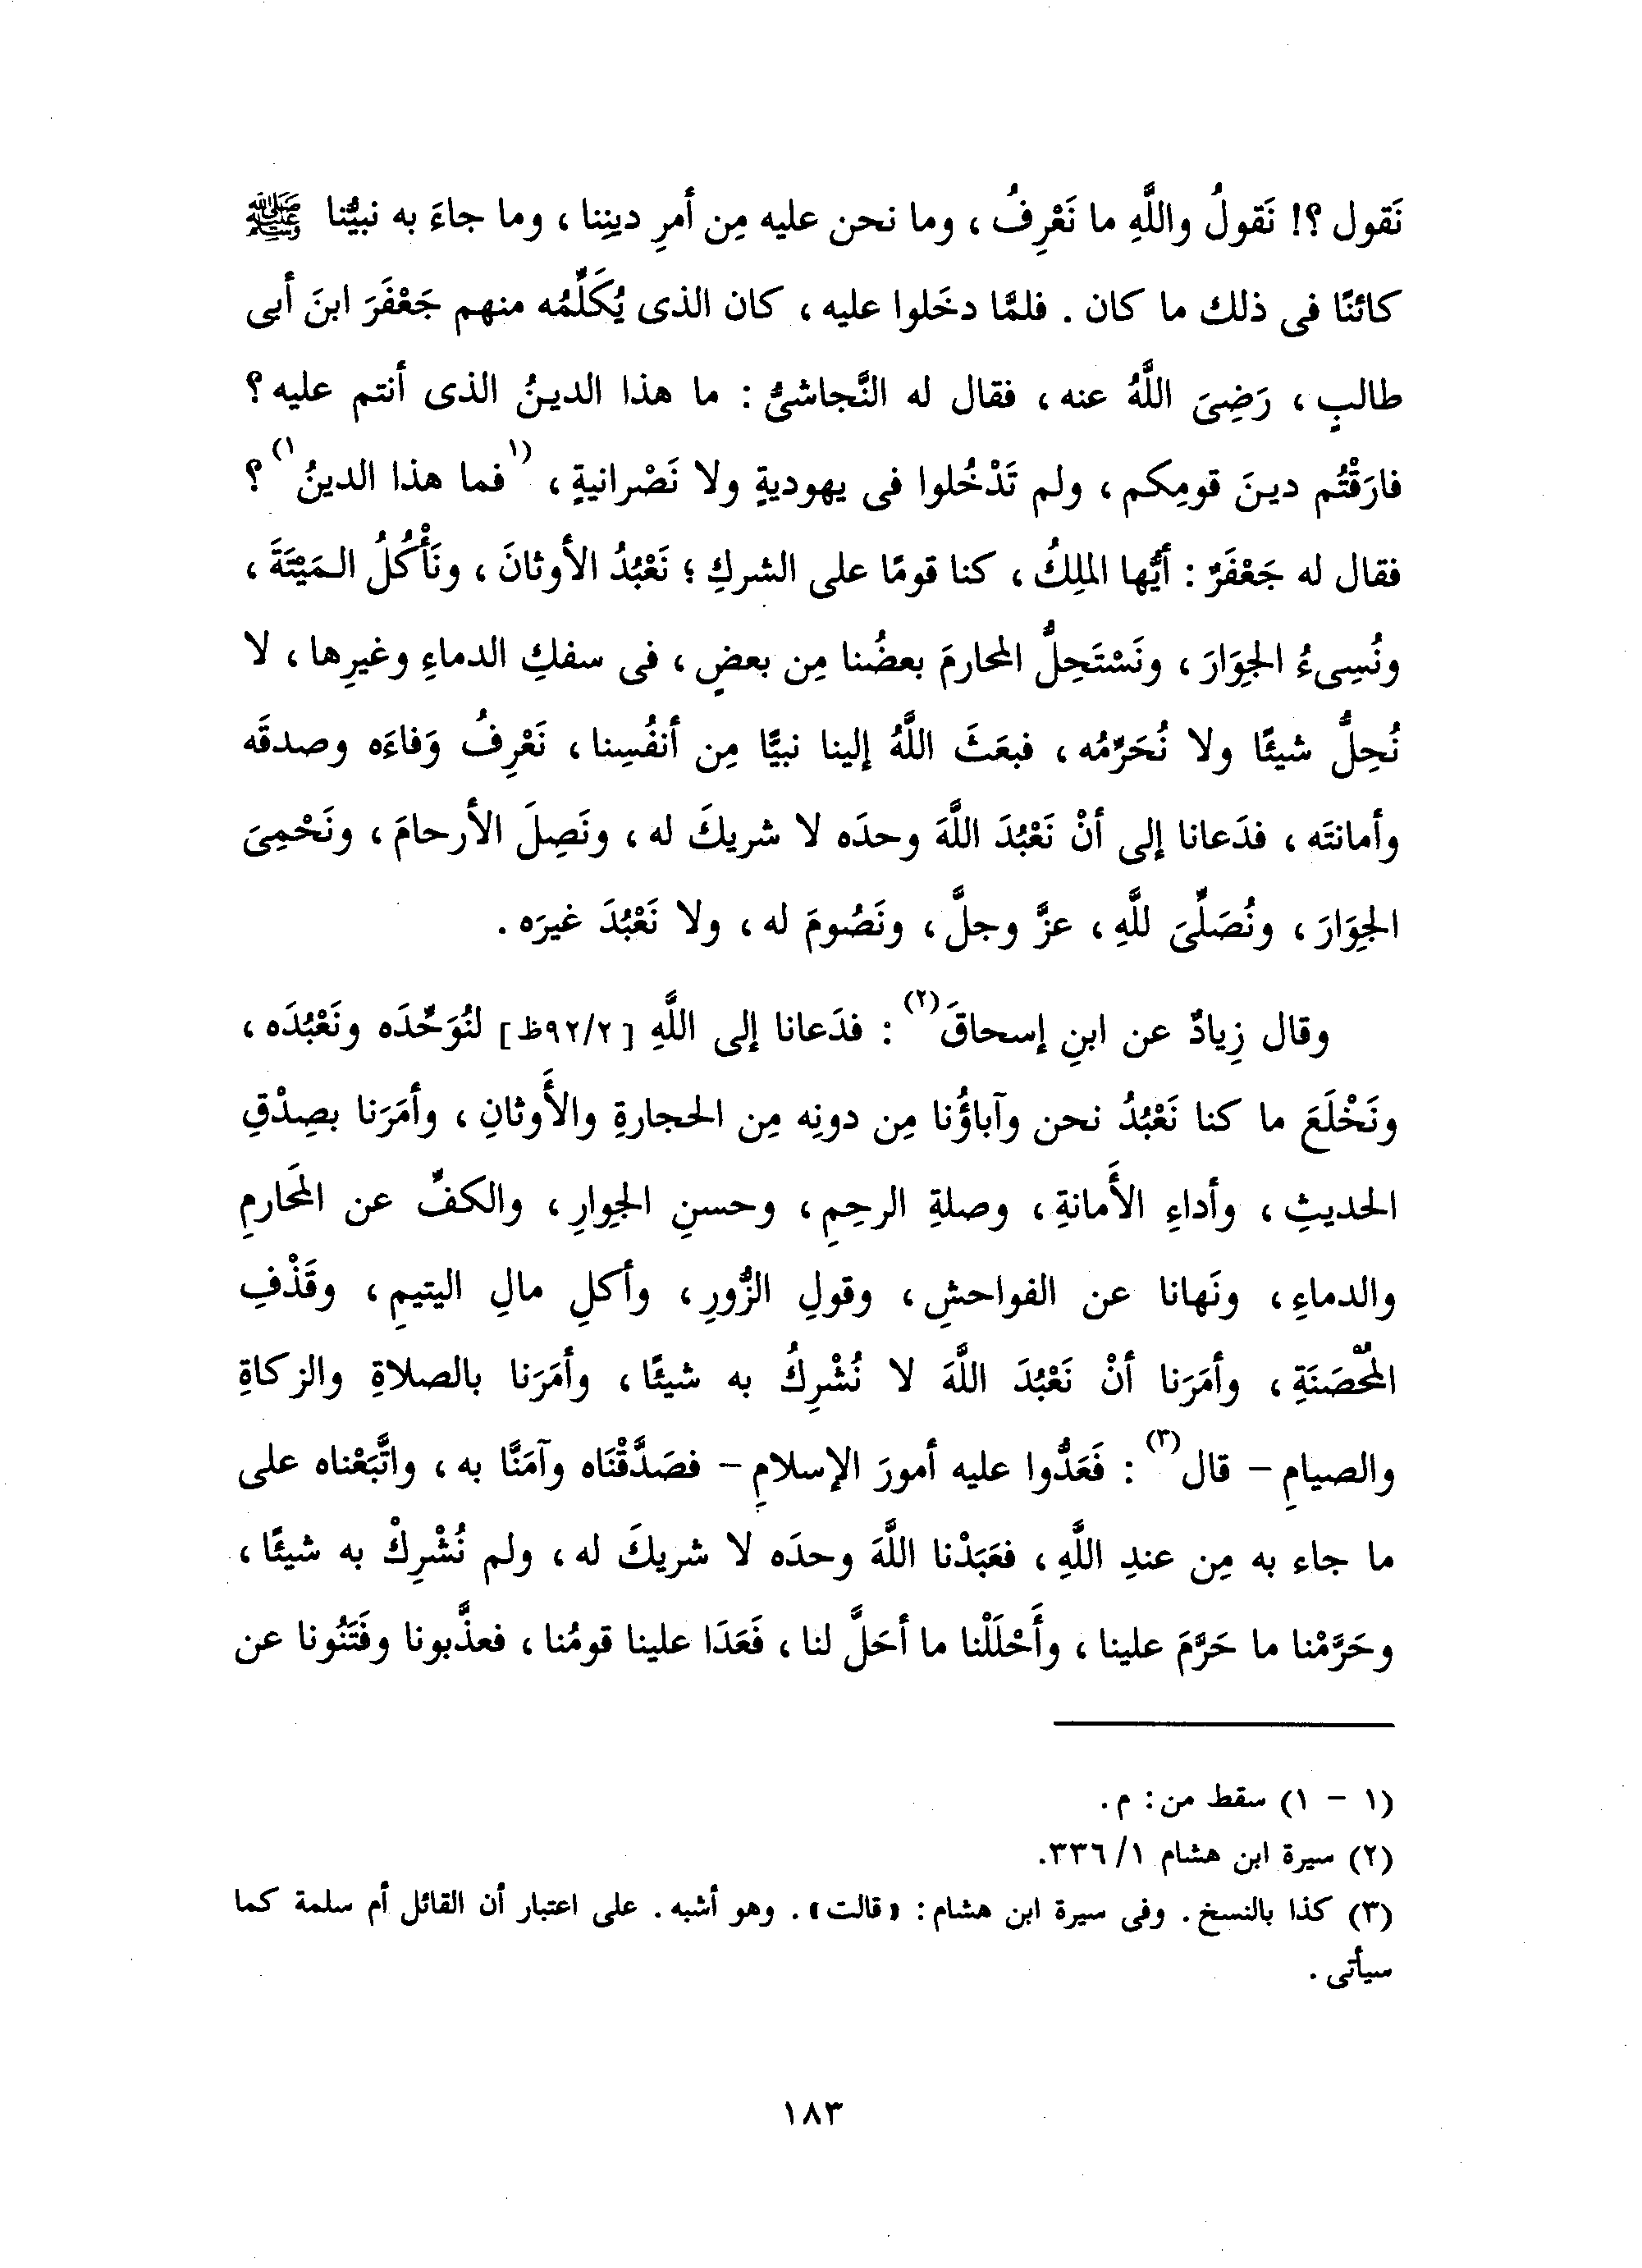 نَقول ؟! نَقولُ واللَّهِ ما نَعْرِفُ ، وما نحن عليه مِن أمرِ دينِنا ، وما جاءَ به نبيُّنا ﷺ
كائنًا فى ذلك ما كان . فلمَّا دخَلوا عليه ، كان الذى يُكَلِّمُه منهم جَعْفَرَ ابنَ أبى
طالبٍ ، رَضِىَ اللَّهُ عنه ، فقال له النَّجاشىُّ : ما هذا الدينُ الذى أنتم عليه ؟
فارَقْتُم دينَ قومِكم ، ولم تَدْخُلوا فى يهوديةٍ ولا نَصْرانيةٍ ، (١فما هذا الدينُ١) ؟
فقال له جَعْفَرٌ : أيُّها الملِكُ ، كنا قومًا على الشركِ ؛ نَعْبُدُ الأوثانَ ، ونَأْكُلُ المَيْتَةَ ،
ونُسِىءُ الجِوَارَ ، ونَسْتَحِلُّ المحارمَ بعضُنا مِن بعضٍ ، فى سفكِ الدماءِ وغيرِها ، لا
نُحِلُّ شيئًا ولا نُحَرِّمُه ، فبعَثَ اللَّهُ إلينا نبيًّا مِن أنفُسِنا ، نَعْرِفُ وَفاءَه وصدقَه
وأمانتَه ، فدَعانا إلى أنْ نَعْبُدَ اللَّهَ وحدَه لا شريكَ له ، ونَصِلَ الأرحامَ ، ونَحْمِىَ
الجِوَارَ ، ونُصَلِّىَ للَّهِ ، عزَّ وجلَّ ، ونَصُومَ له ، ولا نَعْبُدَ غيرَه .
وقال زِيادٌ عن ابنِ إسحاقَ(٢) : فدَعانا إلى اللَّهِ [٩٢/٢ظ] لنُوَحِّدَه ونَعْبُدَه ،
ونَخْلَعَ ما كنا نَعْبُدُ نحن وآباؤُنا مِن دونِه مِن الحجارةِ والأَوثانِ ، وأمَرَنا بصِدْقِ
الحديثِ ، وأداءِ الأَمانةِ ، وصلةِ الرحِمِ ، وحسنِ الجِوارِ ، والكفِّ عن المَحارمِ
والدماءِ ، ونَهانا عن الفواحشِ ، وقولِ الزُّورِ ، وأكلِ مالِ اليتيمِ ، وقَذْفِ
المُحْصَنَةِ ، وأمَرَنا أنْ نَعْبُدَ اللَّهَ لا نُشْرِكُ به شيئًا ، وأمَرَنا بالصلاةِ والزكاةِ
والصيامِ - قال(٣) : فَعَدُّوا عليه أمورَ الإسلامِ - فصَدَّقْنَاه وآمَنَّا به ، واتَّبَعْناه على
ما جاء به مِن عندِ اللَّهِ ، فعَبَدْنا اللَّهَ وحدَه لا شريكَ له ، ولم نُشْرِكْ به شيئًا ،
وحَرَّمْنا ما حَرَّمَ علينا ، وأَحْلَلْنا ما أحَلَّ لنا ، فَعَدَا علينا قومُنا ، فعذَّبونا وفَتَنُونا عن
(١ - ١) سقط من : م .
(٢) سيرة ابن هشام ١/ ٣٣٦.
(٣) كذا بالنسخ . وفى سيرة ابن هشام : « قالت » . وهو أشبه . على اعتبار أن القائل أم سلمة كما
سيأتى .
١٨٣